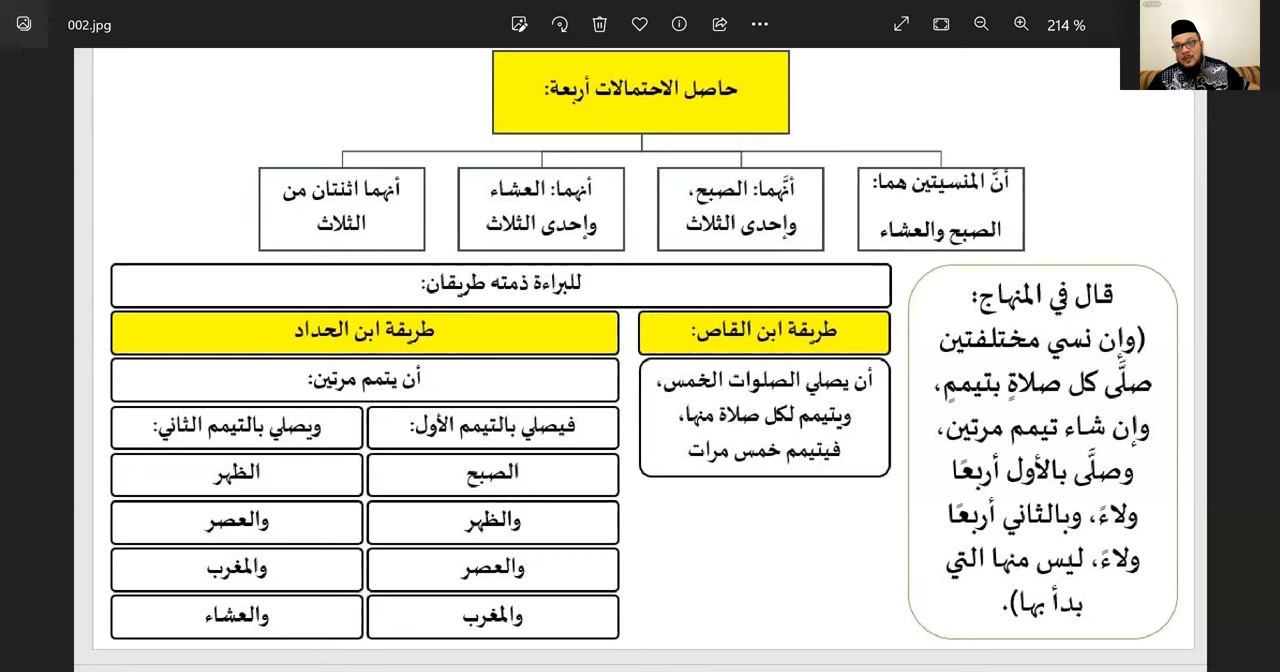 002.jpg
214 %
حاصل الاحتمالات أربعة:
أنَّ المنسيتين هما:
الصبح والعشاء
أنَّهما: الصبح،
وإحدى الثلاث
أنهما: العشاء
وإحدى الثلاث
أنهما اثنتان من
الثلاث
قال في المنهاج:
(وإن نسي مختلفتين
صلَّى كل صلاةٍ بتيممٍ،
وإن شاء تيمم مرتين،
وصلَّى بالأول أربعًا
ولاءً، وبالثاني أربعًا
ولاءً، ليس منها التي
بدأ بها).
للبراءة ذمته طريقان:
طريقة ابن القاص:
أن يصلي الصلوات الخمس،
ويتيمم لكل صلاة منها،
فيتيمم خمس مرات
طريقة ابن الحداد
أن يتمم مرتين:
فيصلي بالتيمم الأول:
ويصلي بالتيمم الثاني:
الصبح
الظهر
والظهر
والعصر
والعصر
والمغرب
والمغرب
والعشاء